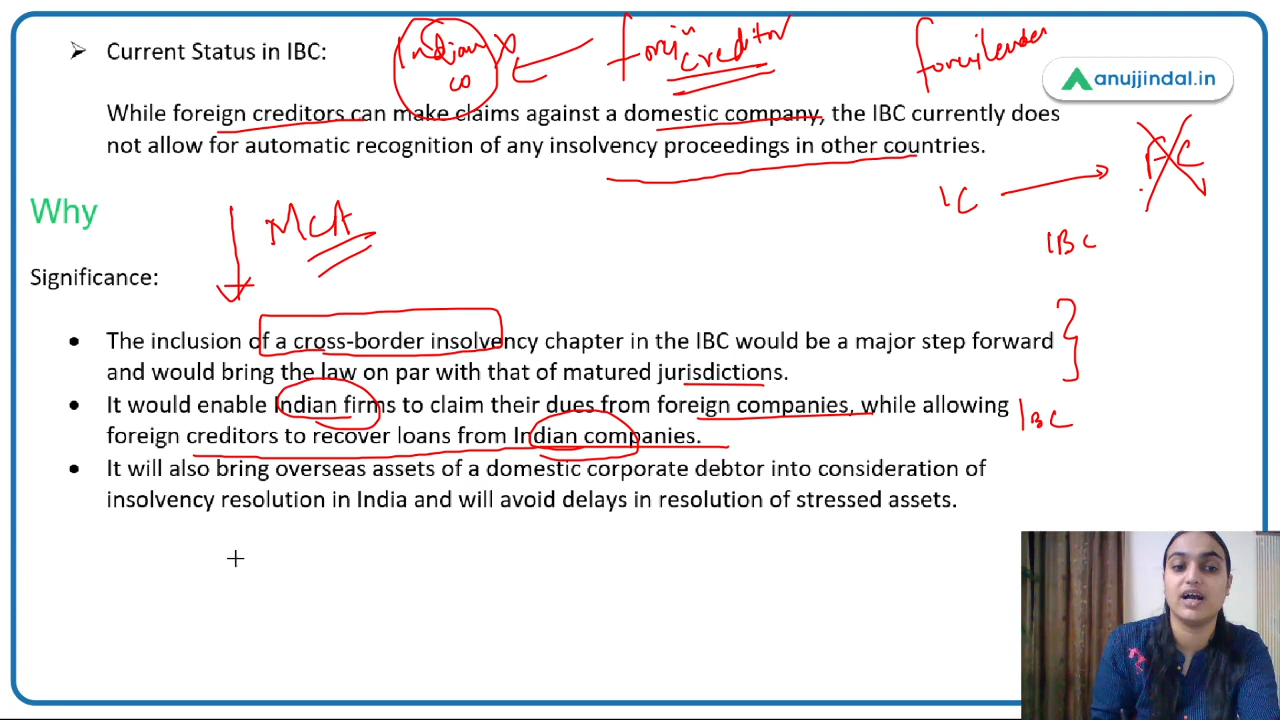 Indian co
foreign creditor
➤ Current Status in IBC:
anujjindal.in
While foreign creditors can make claims against a domestic company, the IBC currently does
not allow for automatic recognition of any insolvency proceedings in other countries.
FC
IC
Why
MCA
IBC
Significance:
• The inclusion of a cross-border insolvency chapter in the IBC would be a major step forward
and would bring the law on par with that of matured jurisdictions.
• It would enable Indian firms to claim their dues from foreign companies, while allowing
IBC
foreign creditors to recover loans from Indian companies.
• It will also bring overseas assets of a domestic corporate debtor into consideration of
insolvency resolution in India and will avoid delays in resolution of stressed assets.